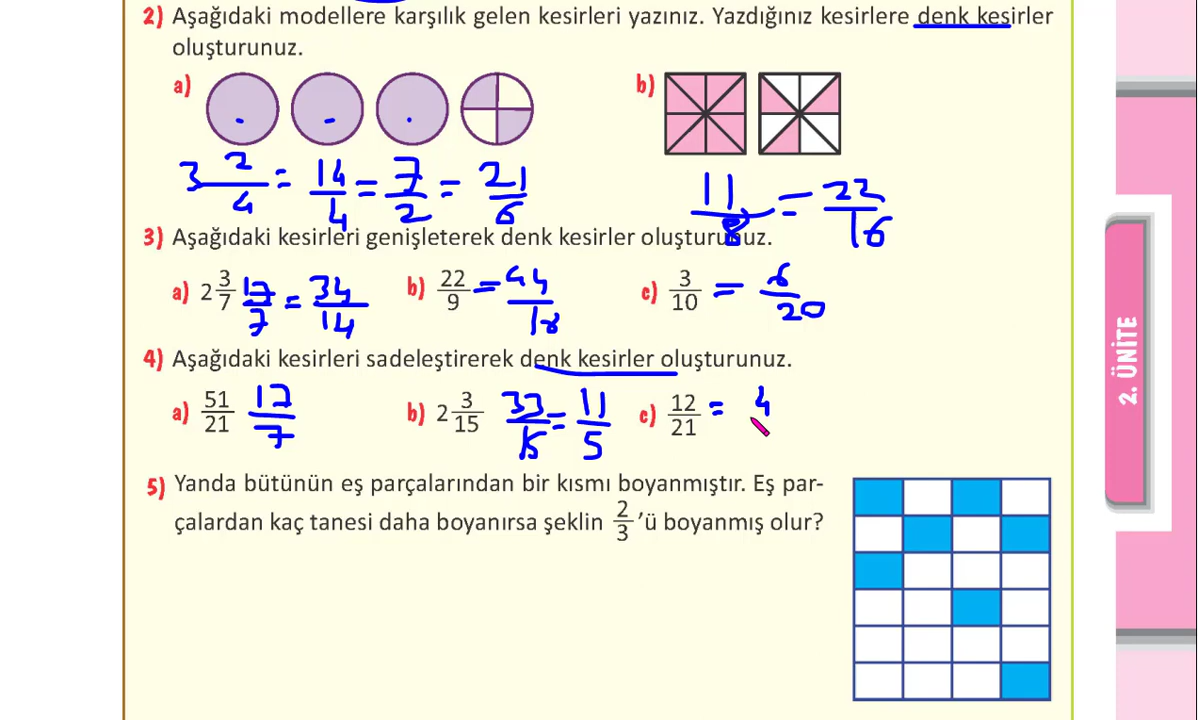 2) Aşağıdaki modellere karşılık gelen kesirleri yazınız. Yazdığınız kesirlere denk kesirler
oluşturunuz.
a) b)
3 2/4 = 14/4 = 7/2 = 21/6 11/8 = 22/16
3) Aşağıdaki kesirleri genişleterek denk kesirler oluşturunuz.
a) 2 3/7 17/7 = 34/14 b) 22/9 = 44/18 c) 3/10 = 6/20
4) Aşağıdaki kesirleri sadeleştirerek denk kesirler oluşturunuz.
a) 51/21 17/7 b) 2 3/15 33/15 = 11/5 c) 12/21 = 4
5) Yanda bütünün eş parçalarından bir kısmı boyanmıştır. Eş par-
çalardan kaç tanesi daha boyanırsa şeklin 2/3 'ü boyanmış olur?
2. ÜNİTE